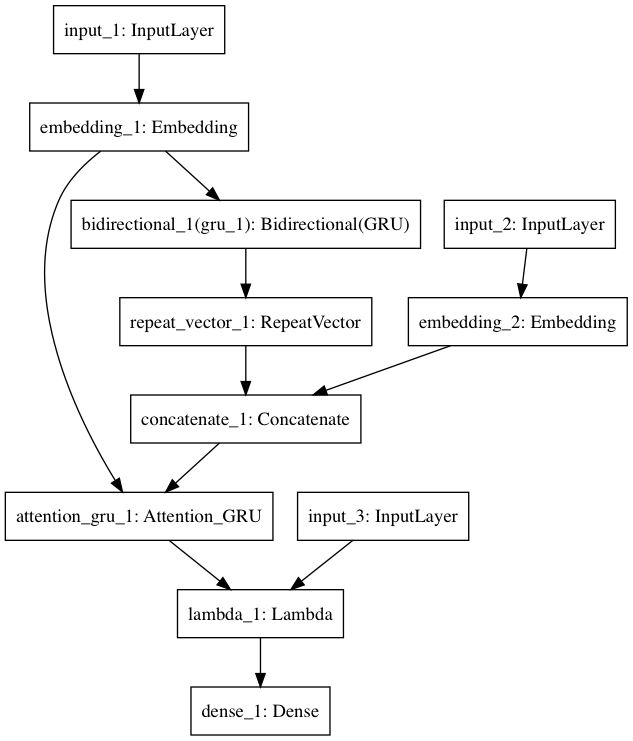 input_1: InputLayer
embedding_1: Embedding
bidirectional_1(gru_1): Bidirectional(GRU)
input_2: InputLayer
repeat_vector_1: RepeatVector
embedding_2: Embedding
concatenate_1: Concatenate
attention_gru_1: Attention_GRU
input_3: InputLayer
lambda_1: Lambda
dense_1: Dense